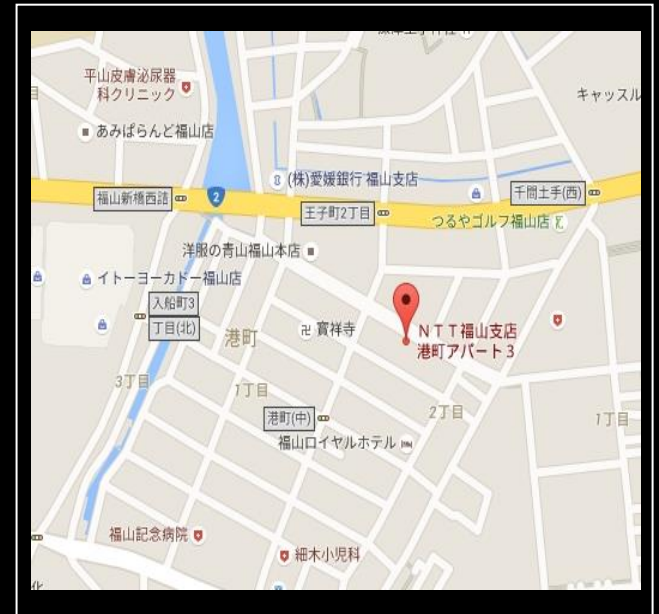 平山皮膚泌尿器
科クリニック
キャッスル
あみぱらんど福山店
(株)愛媛銀行 福山支店
福山新橋西詰
2
王子町2丁目
千間土手(西)
つるやゴルフ福山店
洋服の青山福山本店
イトーヨーカドー福山店
入船町3
丁目(北)
港町
寳祥寺
NTT福山支店
港町アパート3
3丁目
1丁目
2丁目
1丁目
港町(中)
福山ロイヤルホテル
福山記念病院
細木小児科